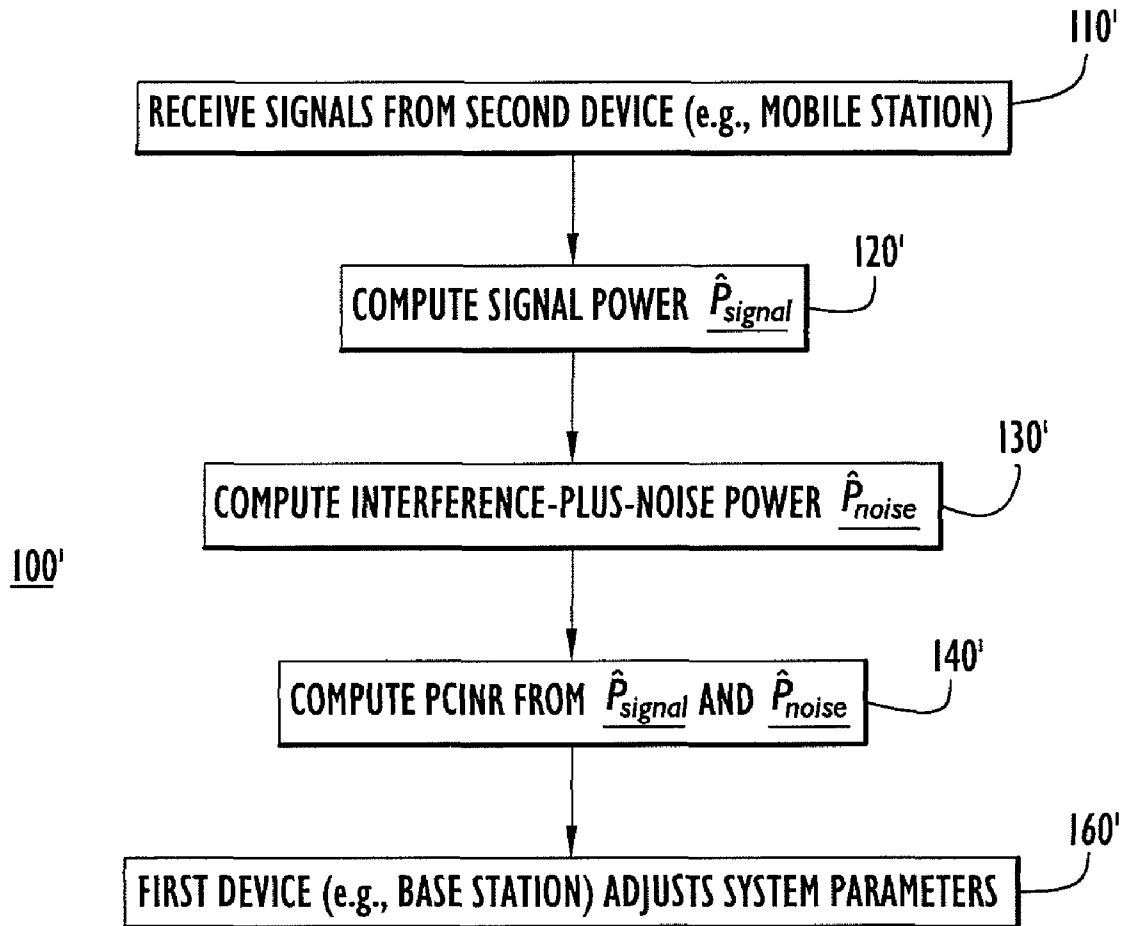 110'
RECEIVE SIGNALS FROM SECOND DEVICE (e.g., MOBILE STATION)
120'
COMPUTE SIGNAL POWER P̂signal
130'
COMPUTE INTERFERENCE-PLUS-NOISE POWER P̂noise
100'
140'
COMPUTE PCINR FROM P̂signal AND P̂noise
160'
FIRST DEVICE (e.g., BASE STATION) ADJUSTS SYSTEM PARAMETERS